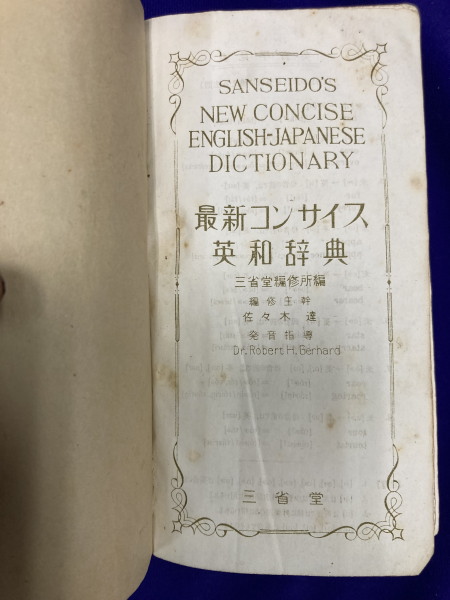 SANSEIDO'S
NEW CONCISE
ENGLISH-JAPANESE
DICTIONARY
最新コンサイス
英和辞典
三省堂編修所編
編修主幹
佐々木達
発音指導
Dr. Robert H. Gerhard
三省堂